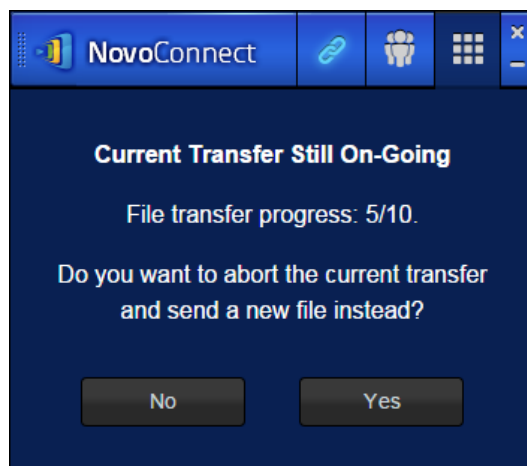 NovoConnect
Current Transfer Still On-Going
File transfer progress: 5/10.
Do you want to abort the current transfer
and send a new file instead?
No
Yes